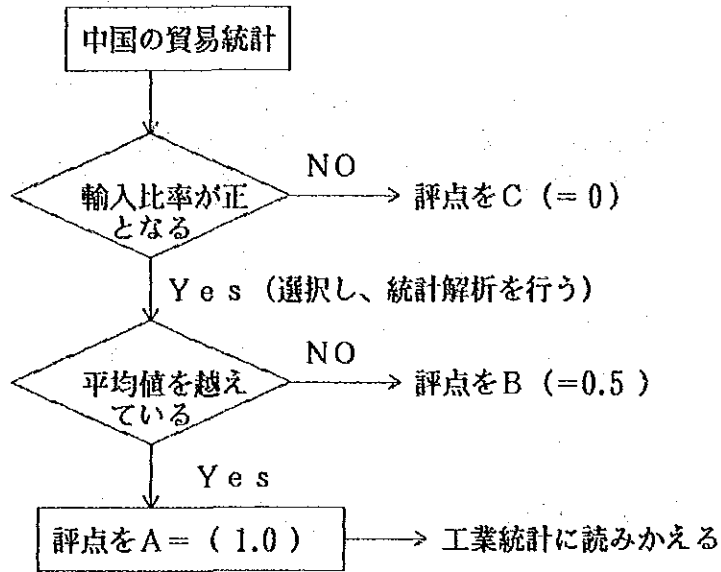 中国の貿易統計
NO
輸入比率が正
となる
評点をC (=0)
Yes (選択し、統計解析を行う)
NO
平均値を越え
ている
評点をB (=0.5 )
Yes
評点をA= ( 1.0 )
工業統計に読みかえる